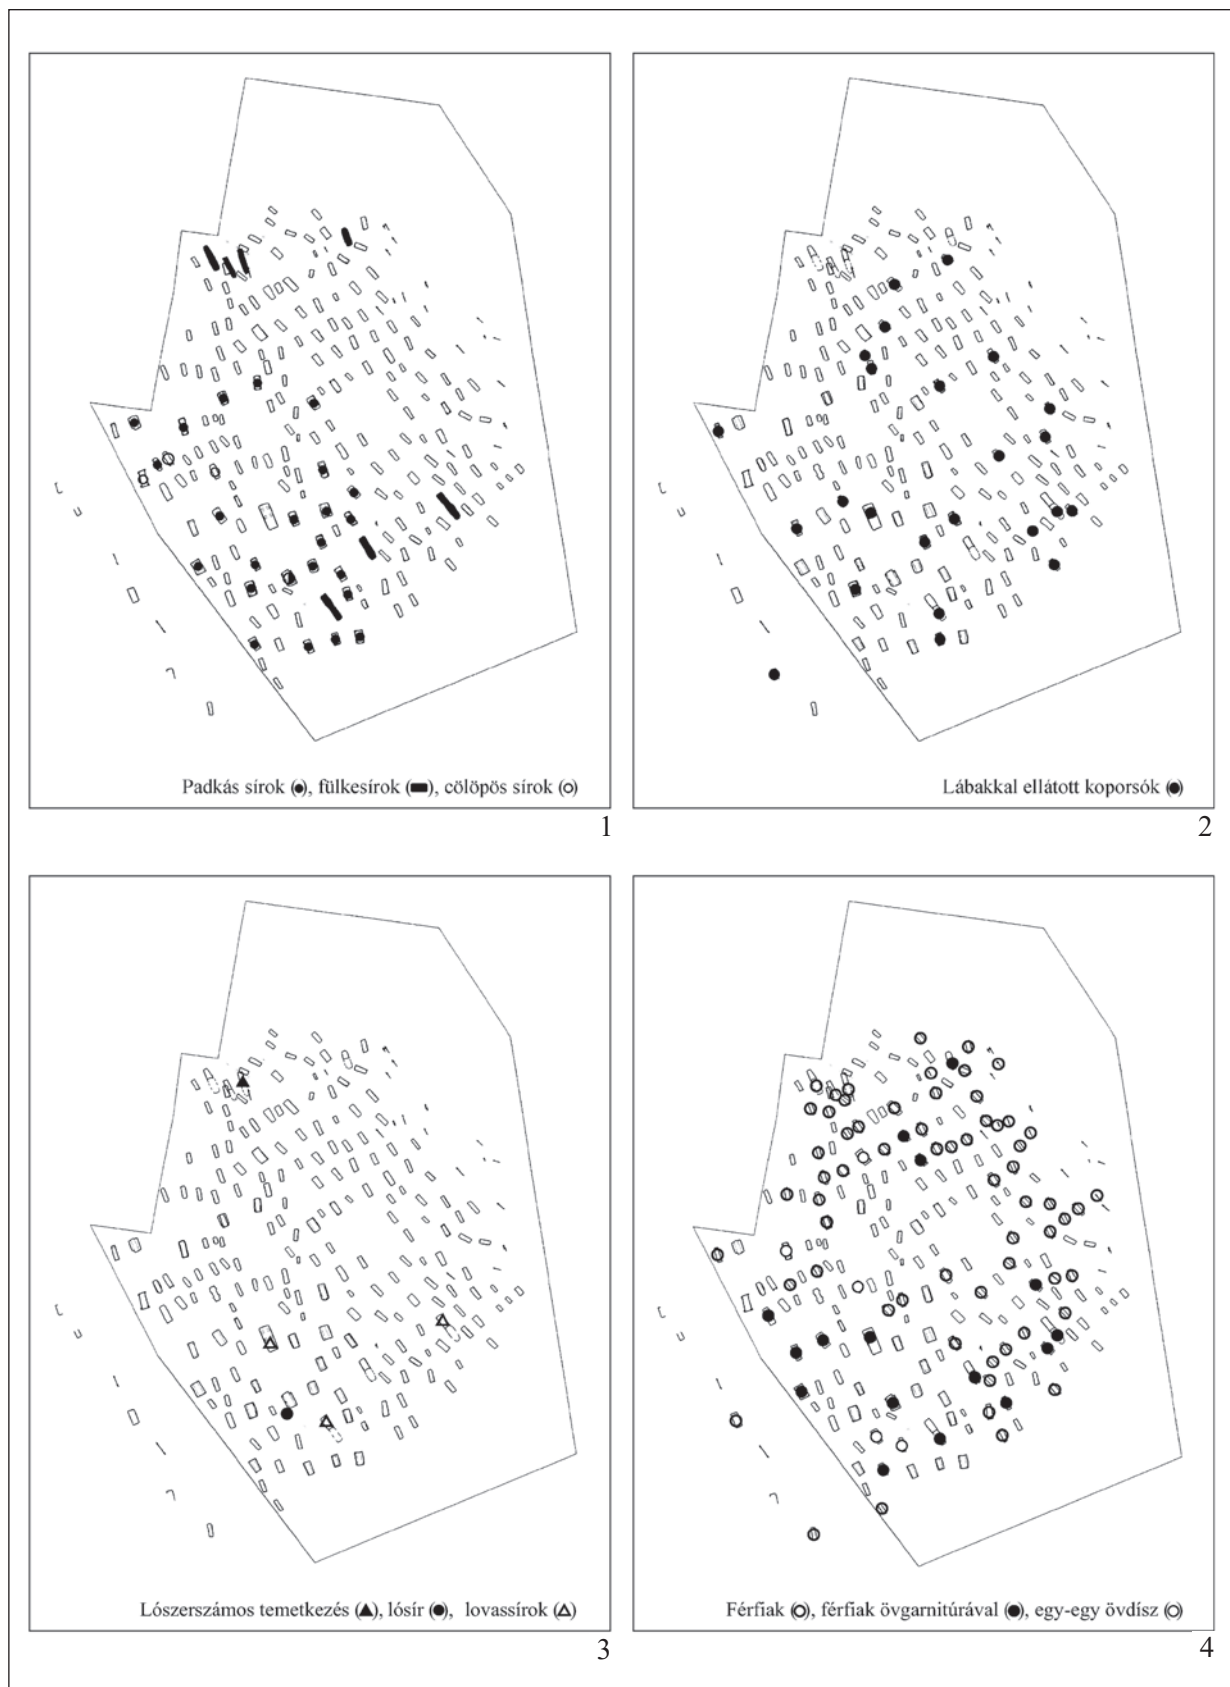 Padkás sírok (●), fülkesírok (▬), cölöpös sírok (○)
1
Lábakkal ellátott koporsók (●)
2
Lószerszámos temetkezés (▲), lósír (●), lovassírok (△)
3
Férfiak (○), férfiak övgarnitúrával (●), egy-egy övdísz (○)
4